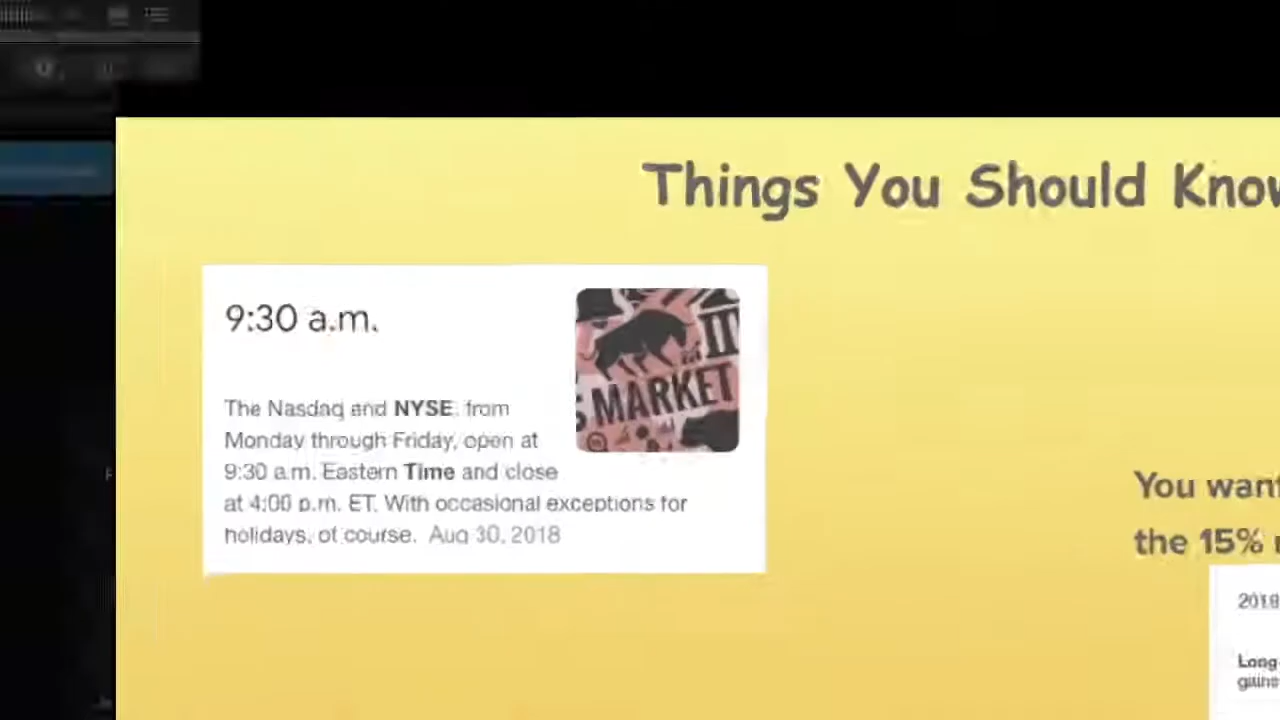 Things You Should Know
9:30 a.m.
MARKET
The Nasdaq and NYSE, from
Monday through Friday, open at
9:30 a.m. Eastern Time and close
at 4:00 p.m. ET. With occasional exceptions for
holidays, of course. Aug 30, 2018
You want
the 15%
2018
Long-
gains